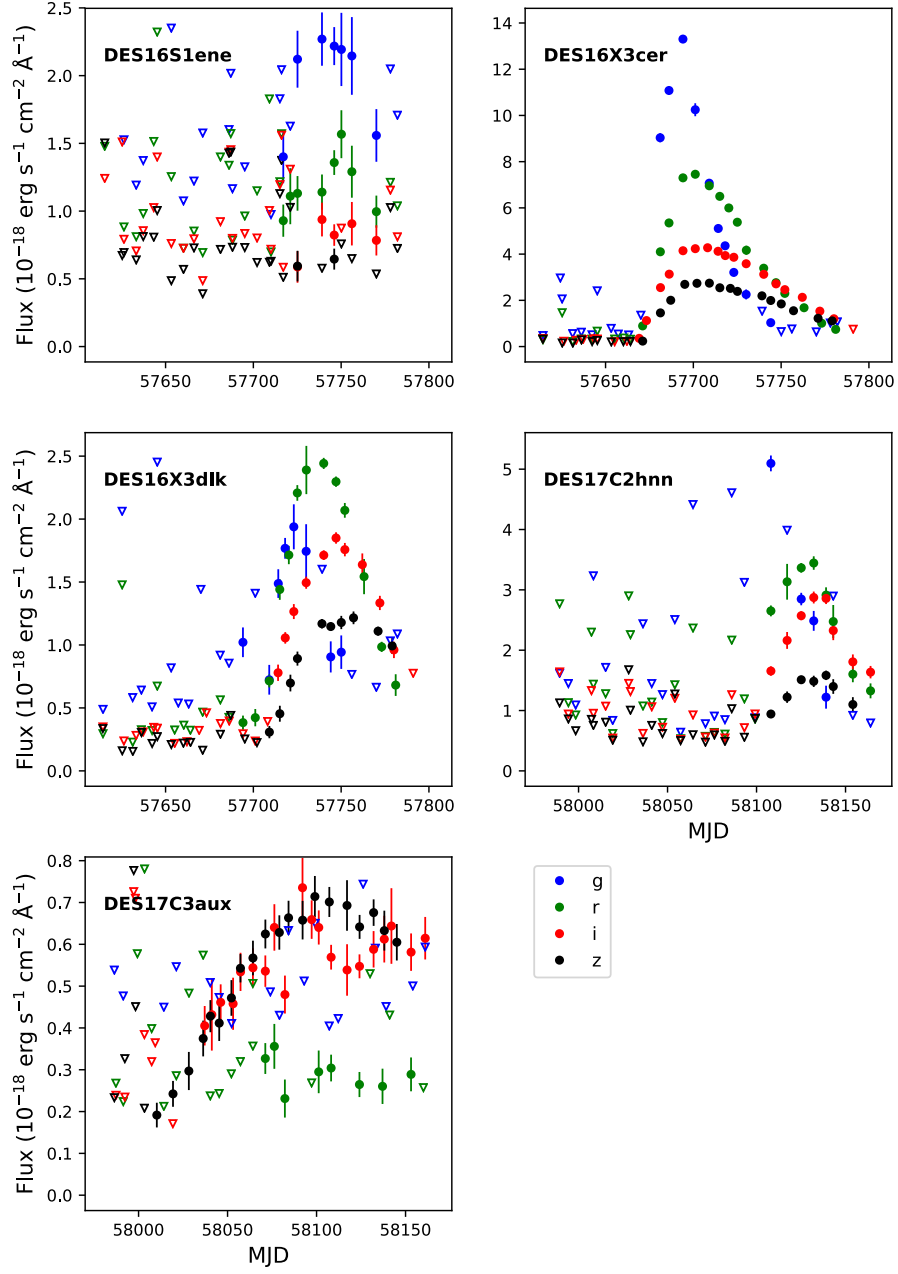 DES16S1ene
Flux (10⁻¹⁸ erg s⁻¹ cm⁻² Å⁻¹)
2.5
2.0
1.5
1.0
0.5
0.0
57650 57700 57750 57800
DES16X3cer
14
12
10
8
6
4
2
0
57650 57700 57750 57800
DES16X3dlk
Flux (10⁻¹⁸ erg s⁻¹ cm⁻² Å⁻¹)
2.5
2.0
1.5
1.0
0.5
0.0
57650 57700 57750 57800
DES17C2hnn
5
4
3
2
1
0
58000 58050 58100 58150
MJD
DES17C3aux
Flux (10⁻¹⁸ erg s⁻¹ cm⁻² Å⁻¹)
0.8
0.7
0.6
0.5
0.4
0.3
0.2
0.1
0.0
58000 58050 58100 58150
MJD
g
r
i
z